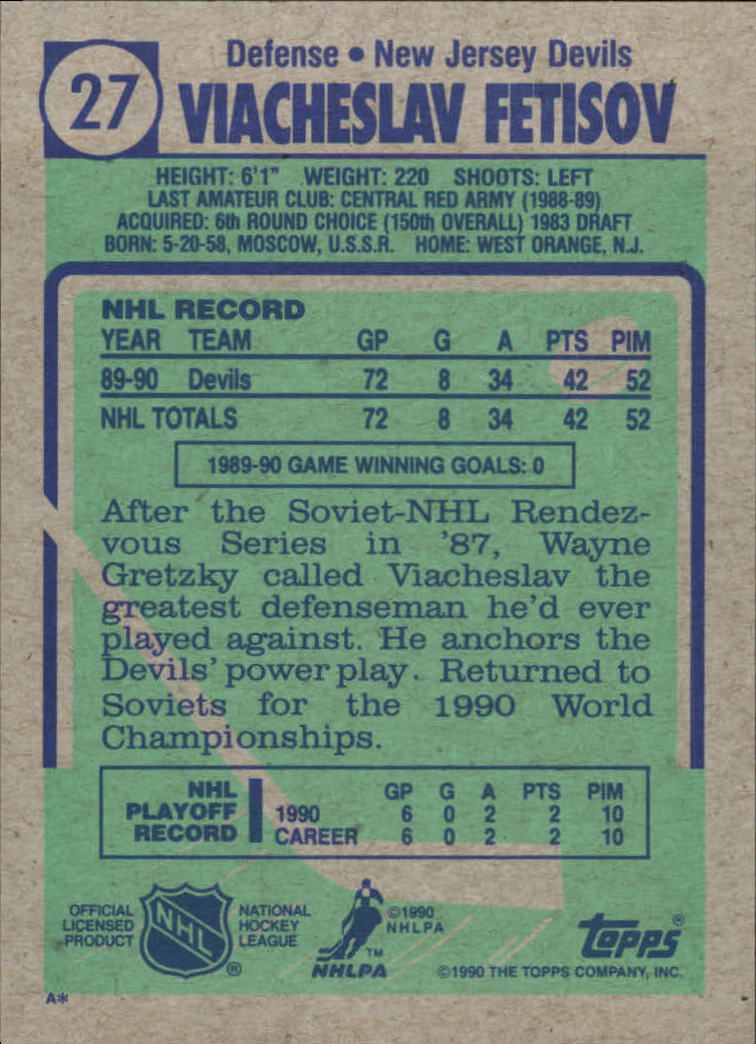 27
Defense • New Jersey Devils
VIACHESLAV FETISOV
HEIGHT: 6'1" WEIGHT: 220 SHOOTS: LEFT
LAST AMATEUR CLUB: CENTRAL RED ARMY (1988-89)
ACQUIRED: 6th ROUND CHOICE (150th OVERALL) 1983 DRAFT
BORN: 5-20-58, MOSCOW, U.S.S.R. HOME: WEST ORANGE, N.J.
NHL RECORD
YEAR TEAM GP G A PTS PIM
89-90 Devils 72 8 34 42 52
NHL TOTALS 72 8 34 42 52
1989-90 GAME WINNING GOALS: 0
After the Soviet-NHL Rendez-
vous Series in '87, Wayne
Gretzky called Viacheslav the
greatest defenseman he'd ever
played against. He anchors the
Devils' power play. Returned to
Soviets for the 1990 World
Championships.
NHL PLAYOFF RECORD
GP G A PTS PIM
1990 6 0 2 2 10
CAREER 6 0 2 2 10
OFFICIAL
LICENSED
PRODUCT
NHL
®
NATIONAL
HOCKEY
LEAGUE
TM
NHLPA
©1990
NHLPA
TOPPS®
©1990 THE TOPPS COMPANY, INC.
A*